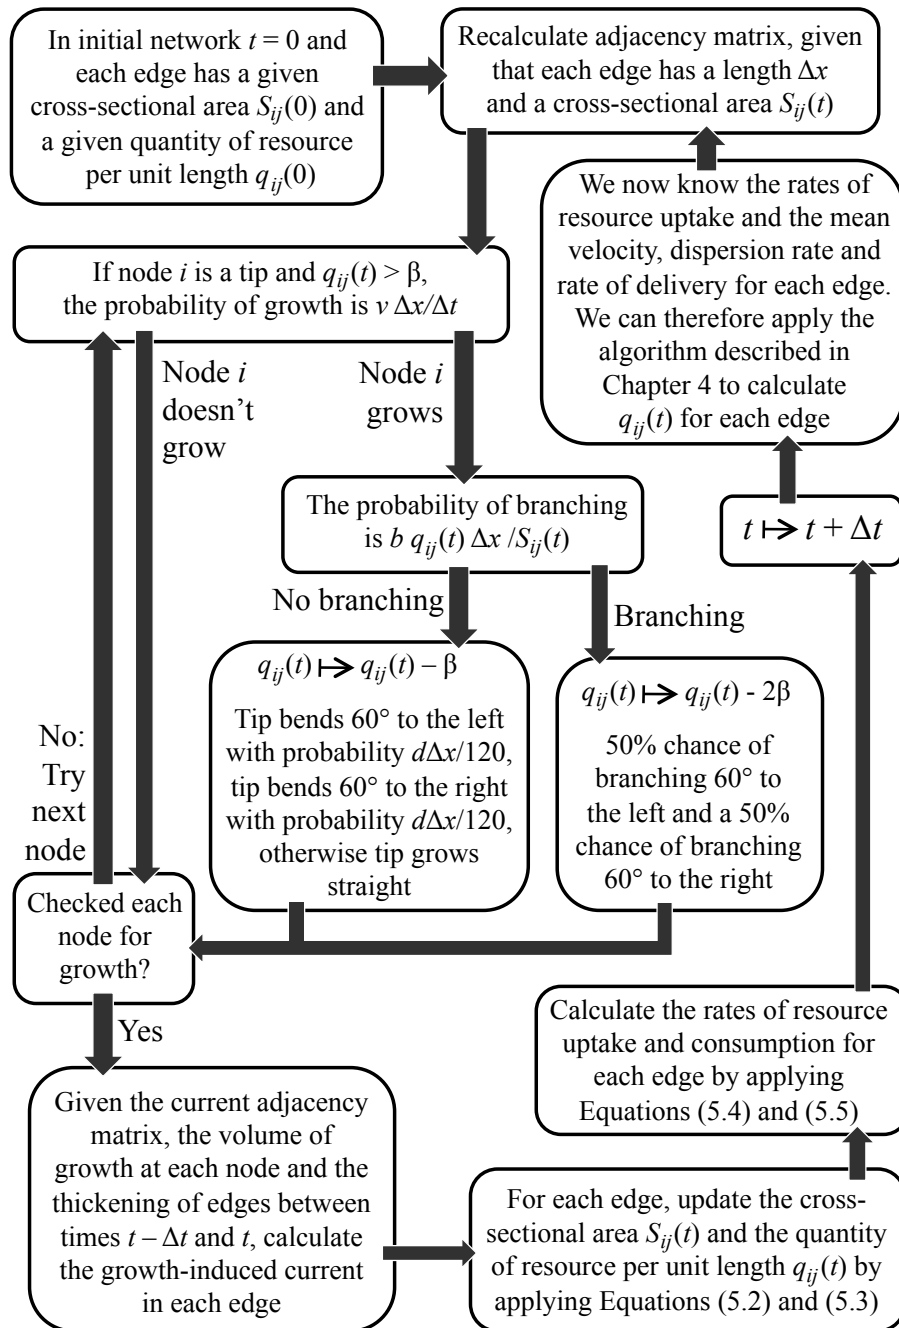 In initial network t = 0 and
each edge has a given
cross-sectional area Sij(0) and
a given quantity of resource
per unit length qij(0)
Recalculate adjacency matrix, given
that each edge has a length Δx
and a cross-sectional area Sij(t)
We now know the rates of
resource uptake and the mean
velocity, dispersion rate and
rate of delivery for each edge.
We can therefore apply the
algorithm described in
Chapter 4 to calculate
qij(t) for each edge
If node i is a tip and qij(t) > β,
the probability of growth is v Δx/Δt
Node i
doesn't
grow
Node i
grows
The probability of branching
is b qij(t) Δx /Sij(t)
t ↦ t + Δt
No branching
Branching
qij(t) ↦ qij(t) – β
Tip bends 60° to the left
with probability dΔx/120,
tip bends 60° to the right
with probability dΔx/120,
otherwise tip grows
straight
qij(t) ↦ qij(t) - 2β
50% chance of
branching 60° to
the left and a 50%
chance of branching
60° to the right
No:
Try
next
node
Checked each
node for
growth?
Yes
Given the current adjacency
matrix, the volume of
growth at each node and the
thickening of edges between
times t – Δt and t, calculate
the growth-induced current
in each edge
For each edge, update the cross-
sectional area Sij(t) and the quantity
of resource per unit length qij(t) by
applying Equations (5.2) and (5.3)
Calculate the rates of resource
uptake and consumption for
each edge by applying
Equations (5.4) and (5.5)